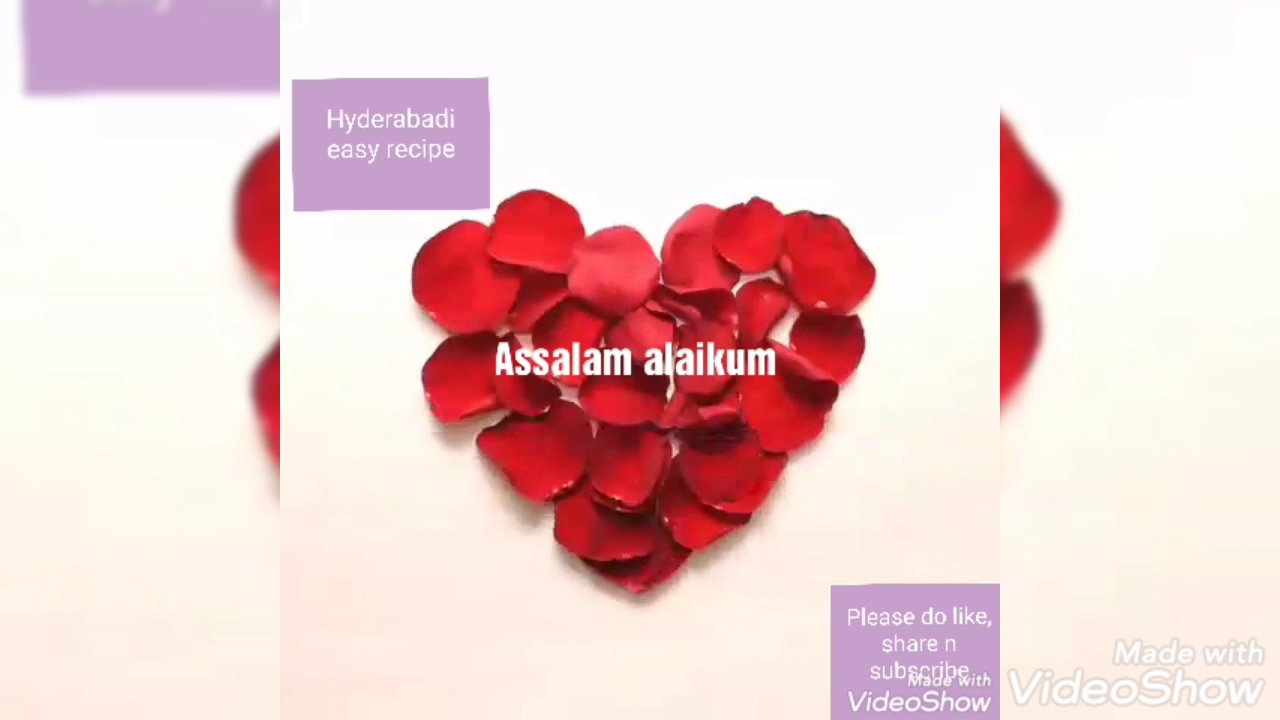 Hyderabadi
easy recipe
Assalam alaikum
Please do like,
share n
subscribe
Made with
VideoShow
Made with
VideoShow